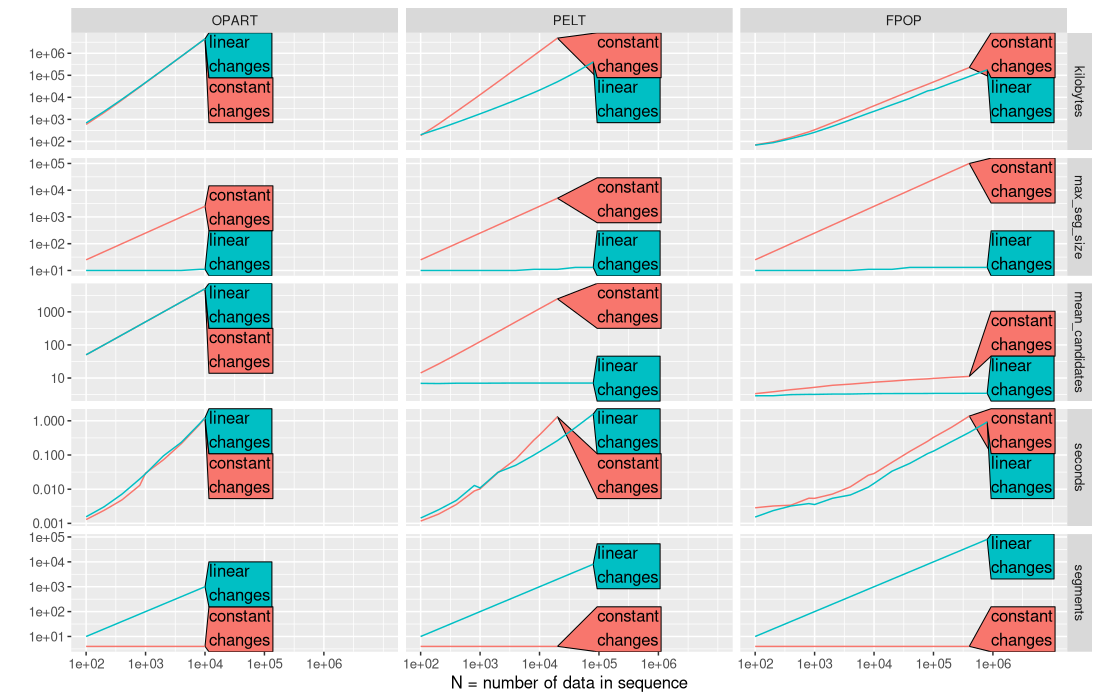 OPART PELT FPOP
1e+06
1e+05
1e+04
1e+03
1e+02
linear
changes
constant
changes
constant
changes
linear
changes
constant
changes
linear
changes
kilobytes
1e+05
1e+04
1e+03
1e+02
1e+01
constant
changes
linear
changes
constant
changes
linear
changes
constant
changes
linear
changes
max_seg_size
1000
100
10
linear
changes
constant
changes
constant
changes
linear
changes
constant
changes
linear
changes
mean_candidates
1.000
0.100
0.010
0.001
linear
changes
constant
changes
linear
changes
constant
changes
constant
changes
linear
changes
seconds
1e+05
1e+04
1e+03
1e+02
1e+01
linear
changes
constant
changes
linear
changes
constant
changes
linear
changes
constant
changes
segments
1e+02 1e+03 1e+04 1e+05 1e+06 1e+02 1e+03 1e+04 1e+05 1e+06 1e+02 1e+03 1e+04 1e+05 1e+06
N = number of data in sequence